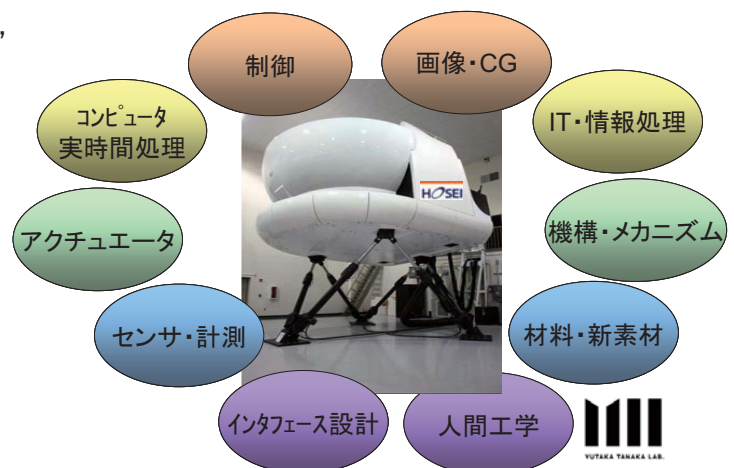 ,
制御
画像・CG
コンピュータ
実時間処理
IT・情報処理
HOSEI
アクチュエータ
機構・メカニズム
センサ・計測
材料・新素材
インタフェース設計
人間工学
YUTAKA TANAKA LAB.